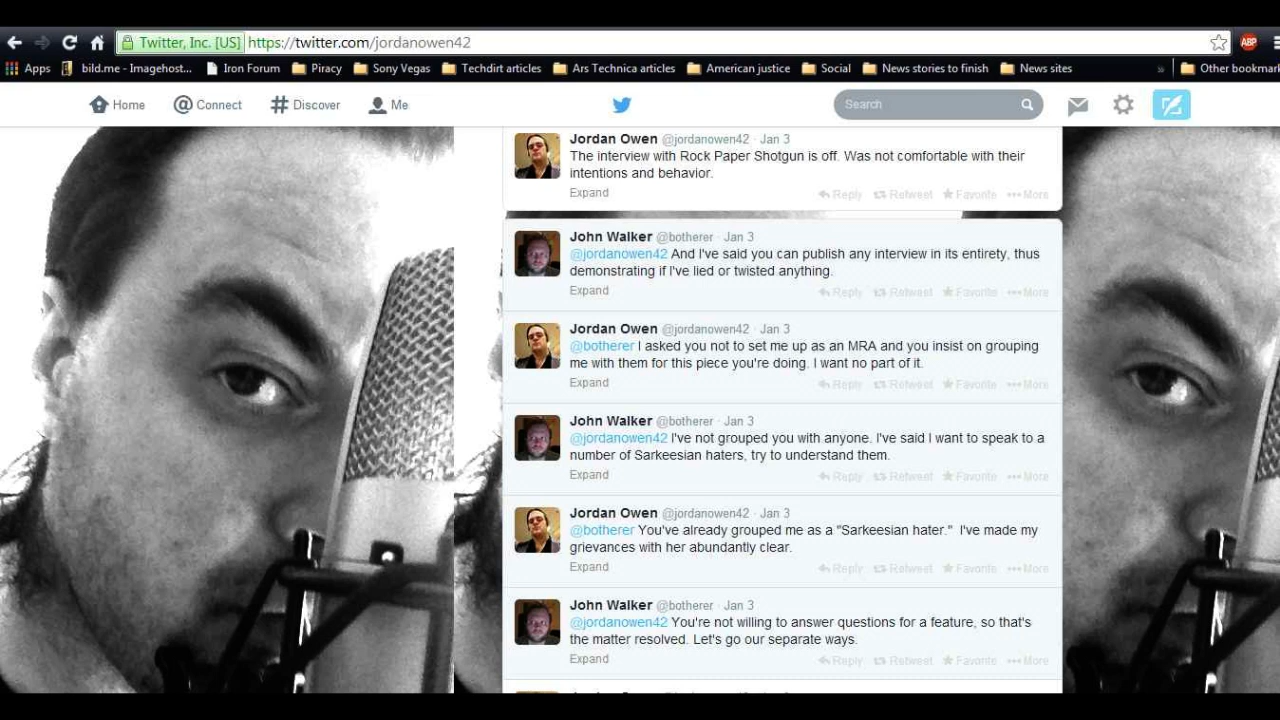 Twitter, Inc. [US] https://twitter.com/jordanowen42 ABP
Apps bild.me - Imagehost... Iron Forum Piracy Sony Vegas Techdirt articles Ars Technica articles American justice Social News stories to finish News sites » Other bookmar
Home Connect Discover Me Search
Jordan Owen @jordanowen42 · Jan 3
The interview with Rock Paper Shotgun is off. Was not comfortable with their
intentions and behavior.
Expand Reply Retweet Favorite More
John Walker @botherer · Jan 3
@jordanowen42 And I've said you can publish any interview in its entirety, thus
demonstrating if I've lied or twisted anything.
Expand Reply Retweet Favorite More
Jordan Owen @jordanowen42 · Jan 3
@botherer I asked you not to set me up as an MRA and you insist on grouping
me with them for this piece you're doing. I want no part of it.
Expand Reply Retweet Favorite More
John Walker @botherer · Jan 3
@jordanowen42 I've not grouped you with anyone. I've said I want to speak to a
number of Sarkeesian haters, try to understand them.
Expand Reply Retweet Favorite More
Jordan Owen @jordanowen42 · Jan 3
@botherer You've already grouped me as a "Sarkeesian hater." I've made my
grievances with her abundantly clear.
Expand Reply Retweet Favorite More
John Walker @botherer · Jan 3
@jordanowen42 You're not willing to answer questions for a feature, so that's
the matter resolved. Let's go our separate ways.
Expand Reply Retweet Favorite More